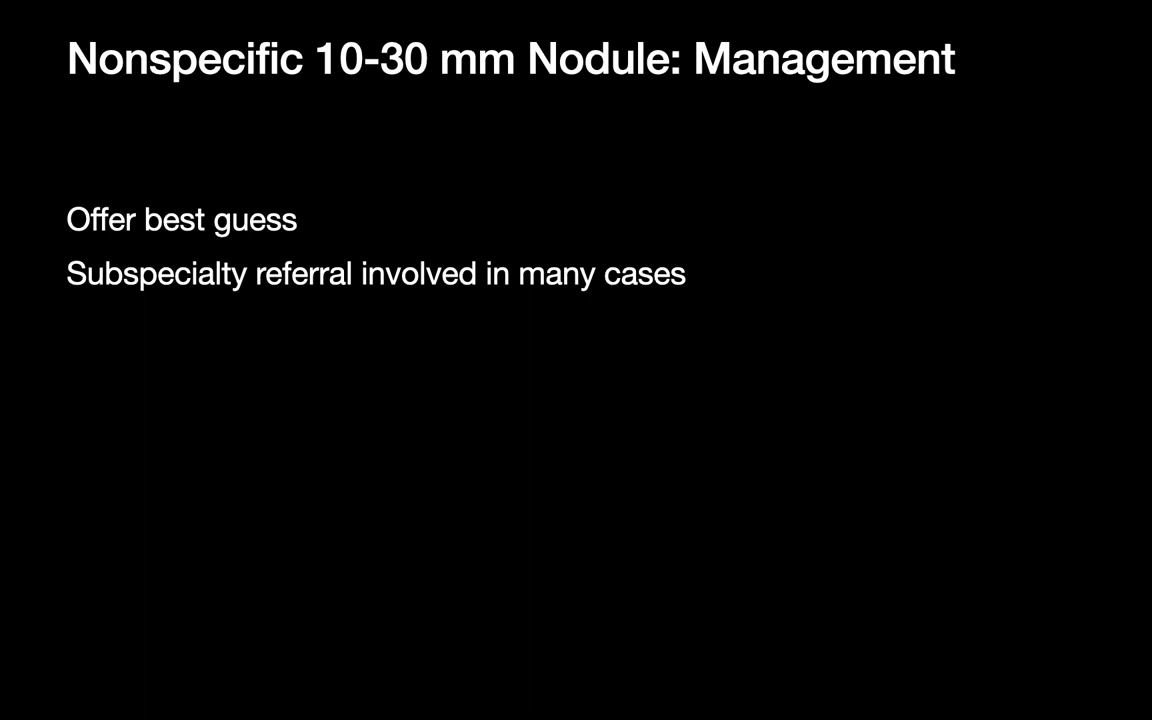 Nonspecific 10-30 mm Nodule: Management
Offer best guess
Subspecialty referral involved in many cases